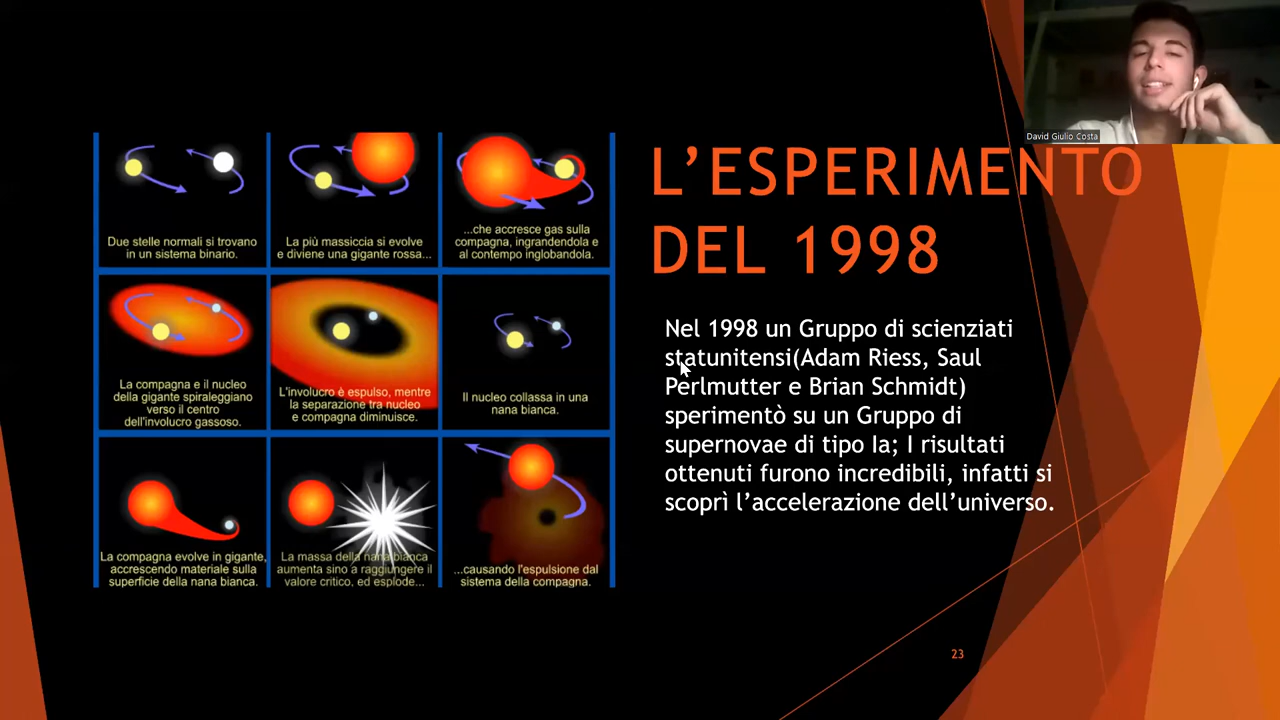 David Giulio Costa
L'ESPERIMENTO
DEL 1998
Due stelle normali si trovano
in un sistema binario.
La più massiccia si evolve
e diviene una gigante rossa...
...che accresce gas sulla
compagna, ingrandendola e
al contempo inglobandola.
La compagna e il nucleo
della gigante spiraleggiano
verso il centro
dell'involucro gassoso.
L'involucro è espulso, mentre
la separazione tra nucleo
e compagna diminuisce.
Il nucleo collassa in una
nana bianca.
La compagna evolve in gigante,
accrescendo materiale sulla
superficie della nana bianca.
La massa della nana bianca
aumenta sino a raggiungere il
valore critico, ed esplode...
...causando l'espulsione dal
sistema della compagna.
Nel 1998 un Gruppo di scienziati
statunitensi(Adam Riess, Saul
Perlmutter e Brian Schmidt)
sperimentò su un Gruppo di
supernovae di tipo Ia; I risultati
ottenuti furono incredibili, infatti si
scoprì l'accelerazione dell'universo.
23